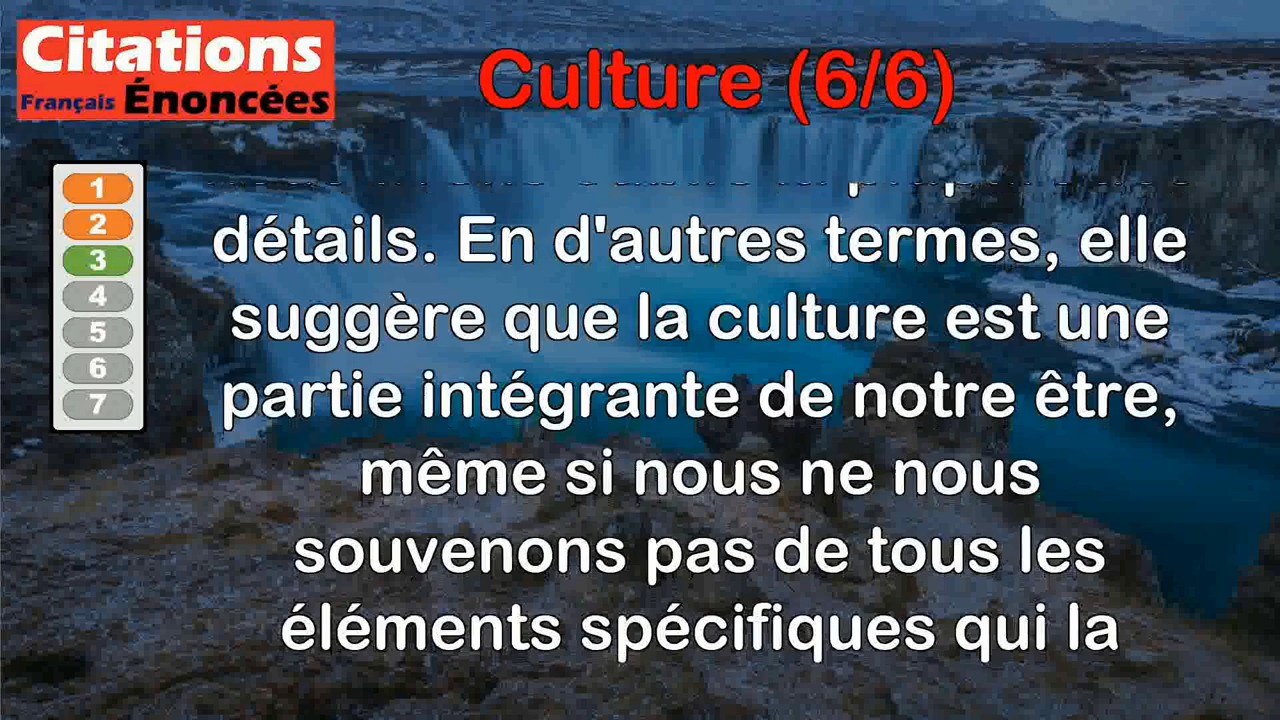 Citations
Français Énoncées
Culture (6/6)
1
2
3
4
5
6
7
détails. En d'autres termes, elle
suggère que la culture est une
partie intégrante de notre être,
même si nous ne nous
souvenons pas de tous les
éléments spécifiques qui la